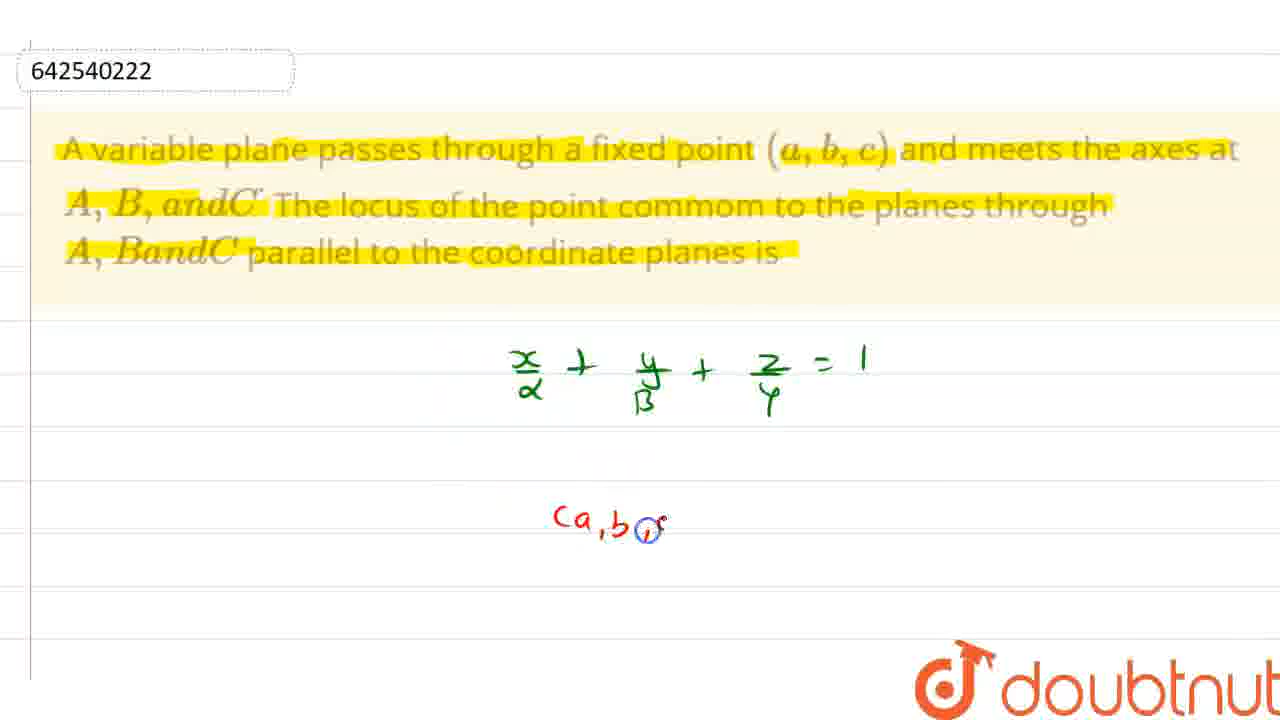 642540222
A variable plane passes through a fixed point (a, b, c) and meets the axes at
A, B, andC The locus of the point commom to the planes through
A, BandC parallel to the coordinate planes is
x/α + y/β + z/γ = 1
(a, b, c
doubtnut